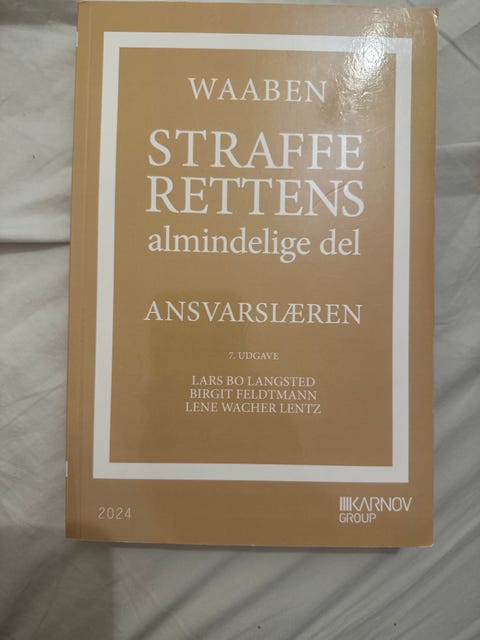 WAABEN
STRAFFE
RETTENS
almindelige del
ANSVARSLÆREN
7. UDGAVE
LARS BO LANGSTED
BIRGIT FELDTMANN
LENE WACHER LENTZ
2024
KARNOV
GROUP